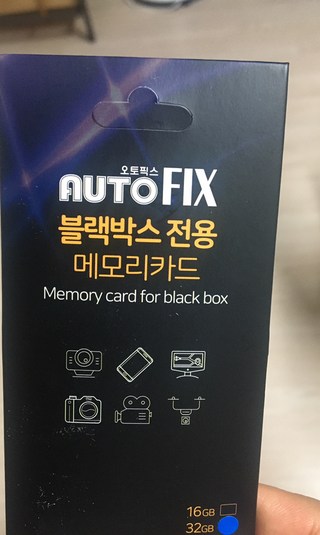 오토픽스
AUTOFIX
블랙박스 전용
메모리카드
Memory card for black box
16GB
32GB